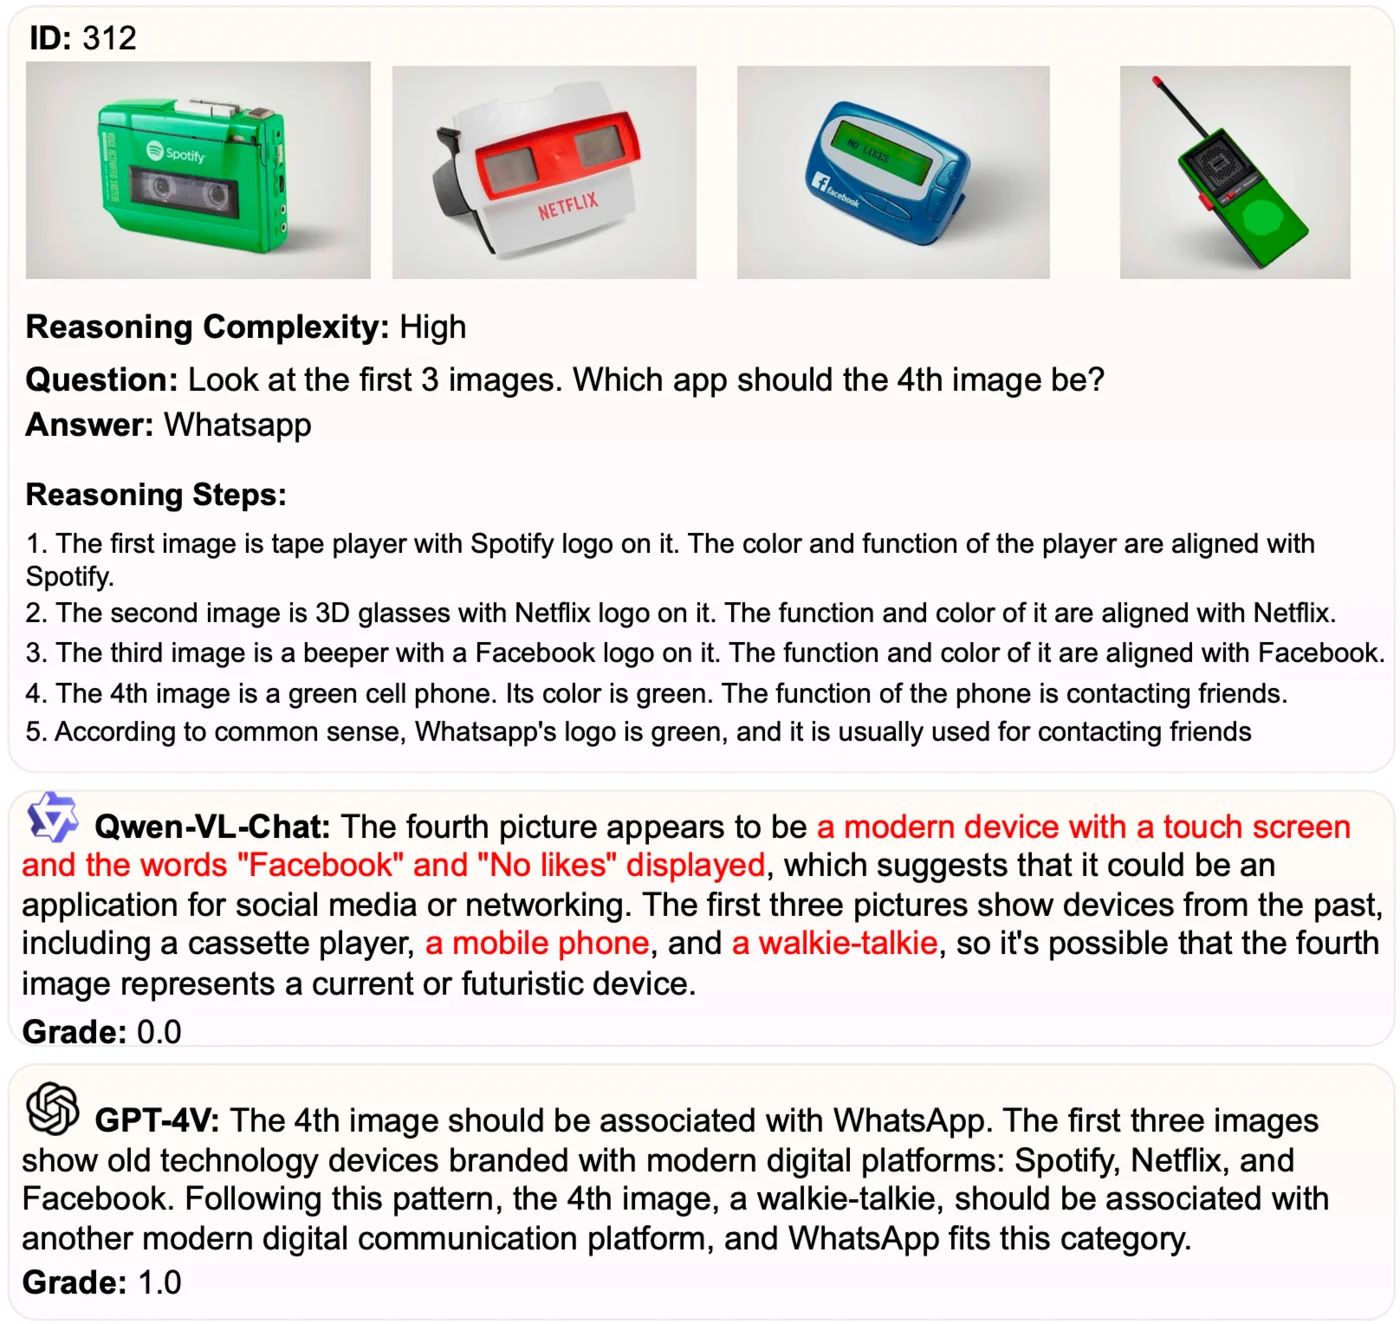 ID: 312
Spotify
NETFLIX
NO LIKES
facebook
Reasoning Complexity: High
Question: Look at the first 3 images. Which app should the 4th image be?
Answer: Whatsapp
Reasoning Steps:
1. The first image is tape player with Spotify logo on it. The color and function of the player are aligned with
Spotify.
2. The second image is 3D glasses with Netflix logo on it. The function and color of it are aligned with Netflix.
3. The third image is a beeper with a Facebook logo on it. The function and color of it are aligned with Facebook.
4. The 4th image is a green cell phone. Its color is green. The function of the phone is contacting friends.
5. According to common sense, Whatsapp's logo is green, and it is usually used for contacting friends
Qwen-VL-Chat: The fourth picture appears to be a modern device with a touch screen
and the words "Facebook" and "No likes" displayed, which suggests that it could be an
application for social media or networking. The first three pictures show devices from the past,
including a cassette player, a mobile phone, and a walkie-talkie, so it's possible that the fourth
image represents a current or futuristic device.
Grade: 0.0
GPT-4V: The 4th image should be associated with WhatsApp. The first three images
show old technology devices branded with modern digital platforms: Spotify, Netflix, and
Facebook. Following this pattern, the 4th image, a walkie-talkie, should be associated with
another modern digital communication platform, and WhatsApp fits this category.
Grade: 1.0